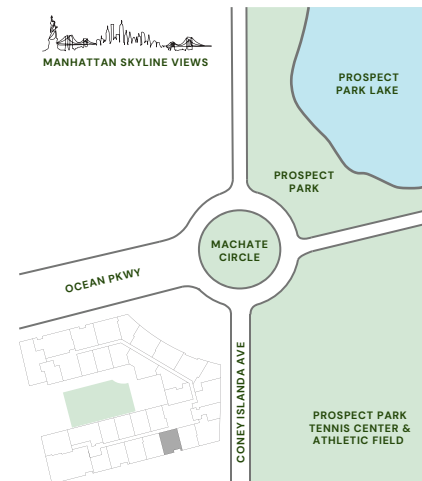 MANHATTAN SKYLINE VIEWS
PROSPECT
PARK LAKE
PROSPECT
PARK
MACHATE
CIRCLE
OCEAN PKWY
CONEY ISLANDA AVE
PROSPECT PARK
TENNIS CENTER &
ATHLETIC FIELD